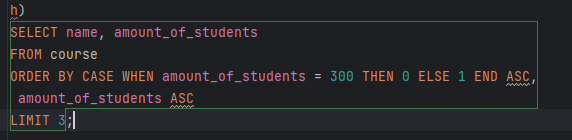 h)
SELECT name, amount_of_students
FROM course
ORDER BY CASE WHEN amount_of_students = 300 THEN 0 ELSE 1 END ASC,
amount_of_students ASC
LIMIT 3;